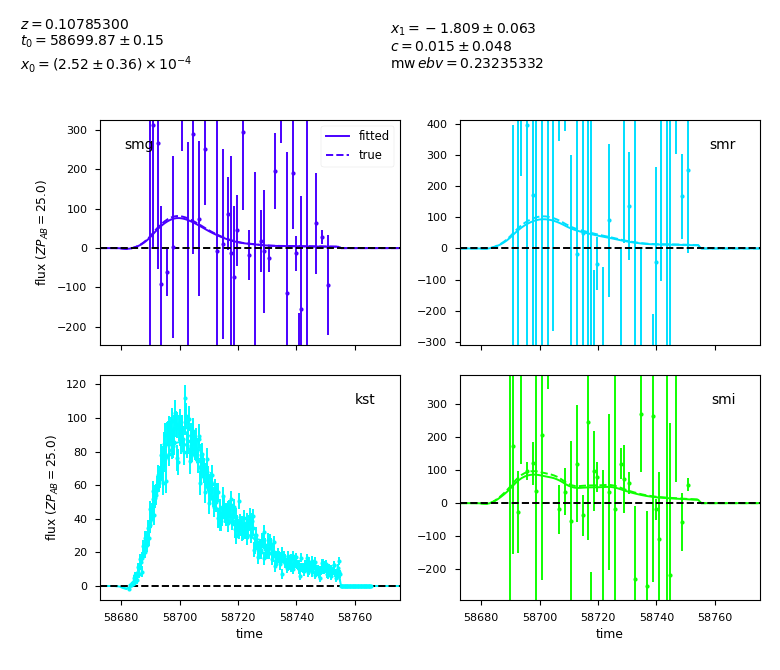 z = 0.10785300
t₀ = 58699.87 ± 0.15
x₀ = (2.52 ± 0.36) × 10⁻⁴
x₁ = −1.809 ± 0.063
c = 0.015 ± 0.048
mwebv = 0.23235332
smg
fitted
true
300
200
100
0
−100
−200
flux (ZP_AB = 25.0)
smr
400
300
200
100
0
−100
−200
−300
kst
120
100
80
60
40
20
0
flux (ZP_AB = 25.0)
58680 58700 58720 58740 58760
time
smi
300
200
100
0
−100
−200
58680 58700 58720 58740 58760
time